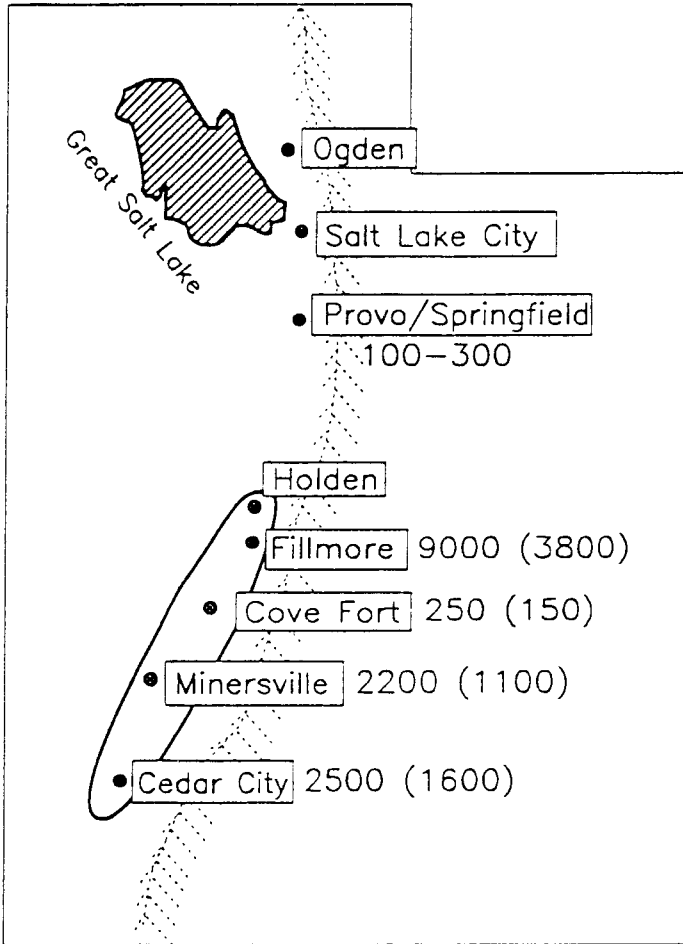 Ogden
Great Salt Lake
Salt Lake City
Provo/Springfield
100-300
Holden
Fillmore 9000 (3800)
Cove Fort 250 (150)
Minersville 2200 (1100)
Cedar City 2500 (1600)